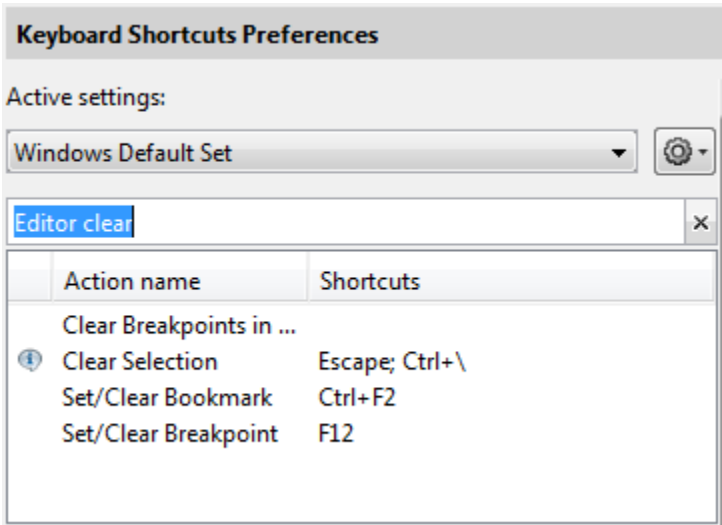 Keyboard Shortcuts Preferences
Active settings:
Windows Default Set
Editor clear
Action name Shortcuts
Clear Breakpoints in ...
Clear Selection Escape; Ctrl+\
Set/Clear Bookmark Ctrl+F2
Set/Clear Breakpoint F12